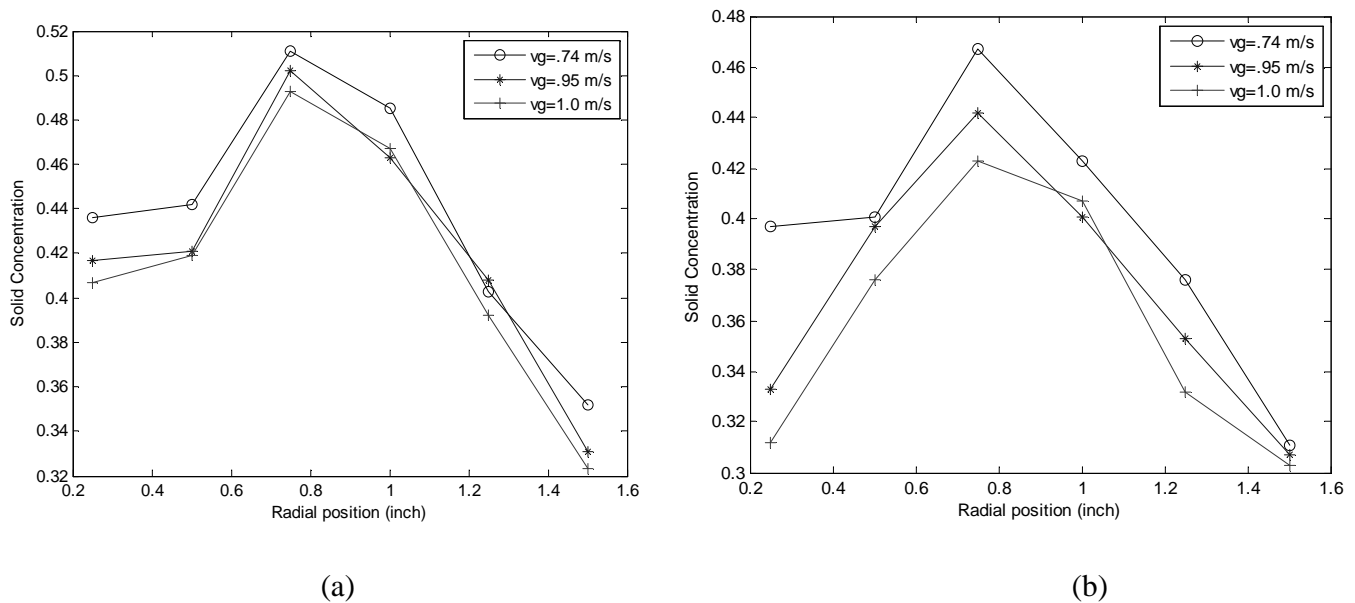 0.52
0.5
0.48
0.46
0.44
0.42
0.4
0.38
0.36
0.34
0.32
0.2 0.4 0.6 0.8 1 1.2 1.4 1.6
Radial position (inch)
Solid Concentration
vg=.74 m/s
vg=.95 m/s
vg=1.0 m/s
(a)
0.48
0.46
0.44
0.42
0.4
0.38
0.36
0.34
0.32
0.3
0.2 0.4 0.6 0.8 1 1.2 1.4 1.6
Radial position (inch)
Solid Concentration
vg=.74 m/s
vg=.95 m/s
vg=1.0 m/s
(b)